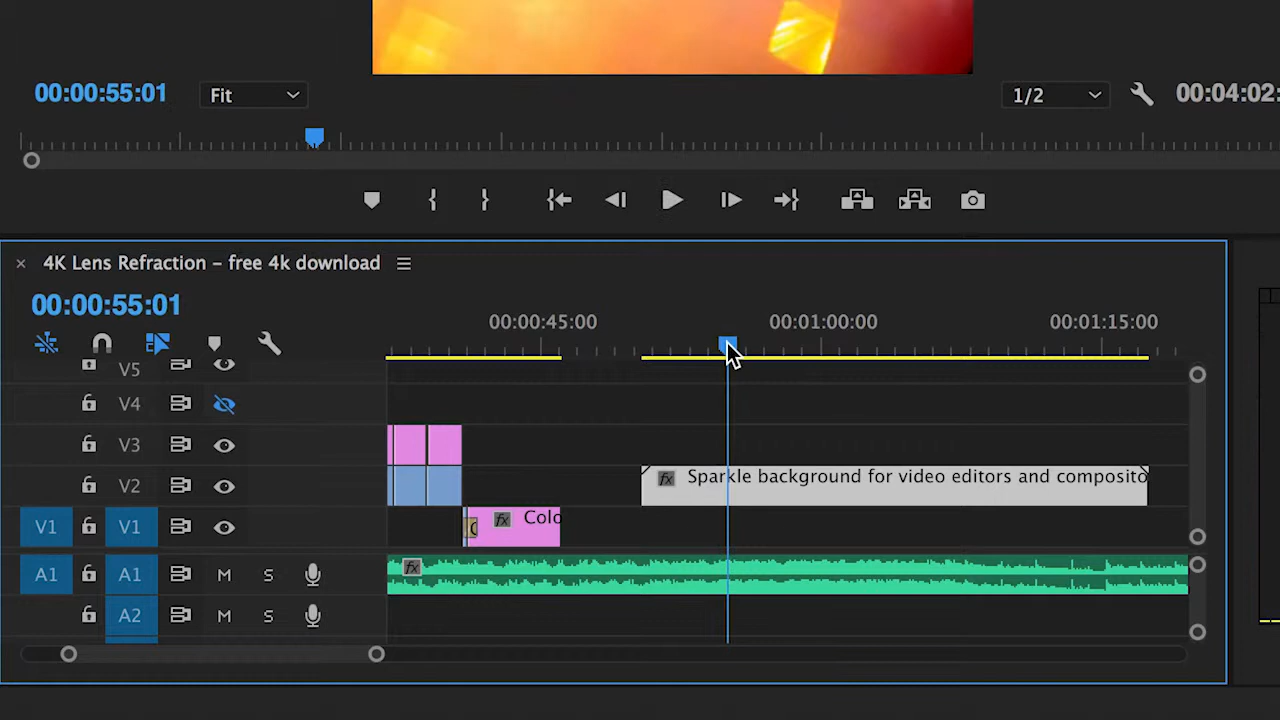 00:00:55:01 Fit 1/2 00:04:02:
4K Lens Refraction – free 4k download
00:00:55:01
00:00:45:00 00:01:00:00 00:01:15:00
V5
V4
V3
V2 fx Sparkle background for video editors and composito
V1 V1 fx Colo
A1 A1 M S fx
A2 M S